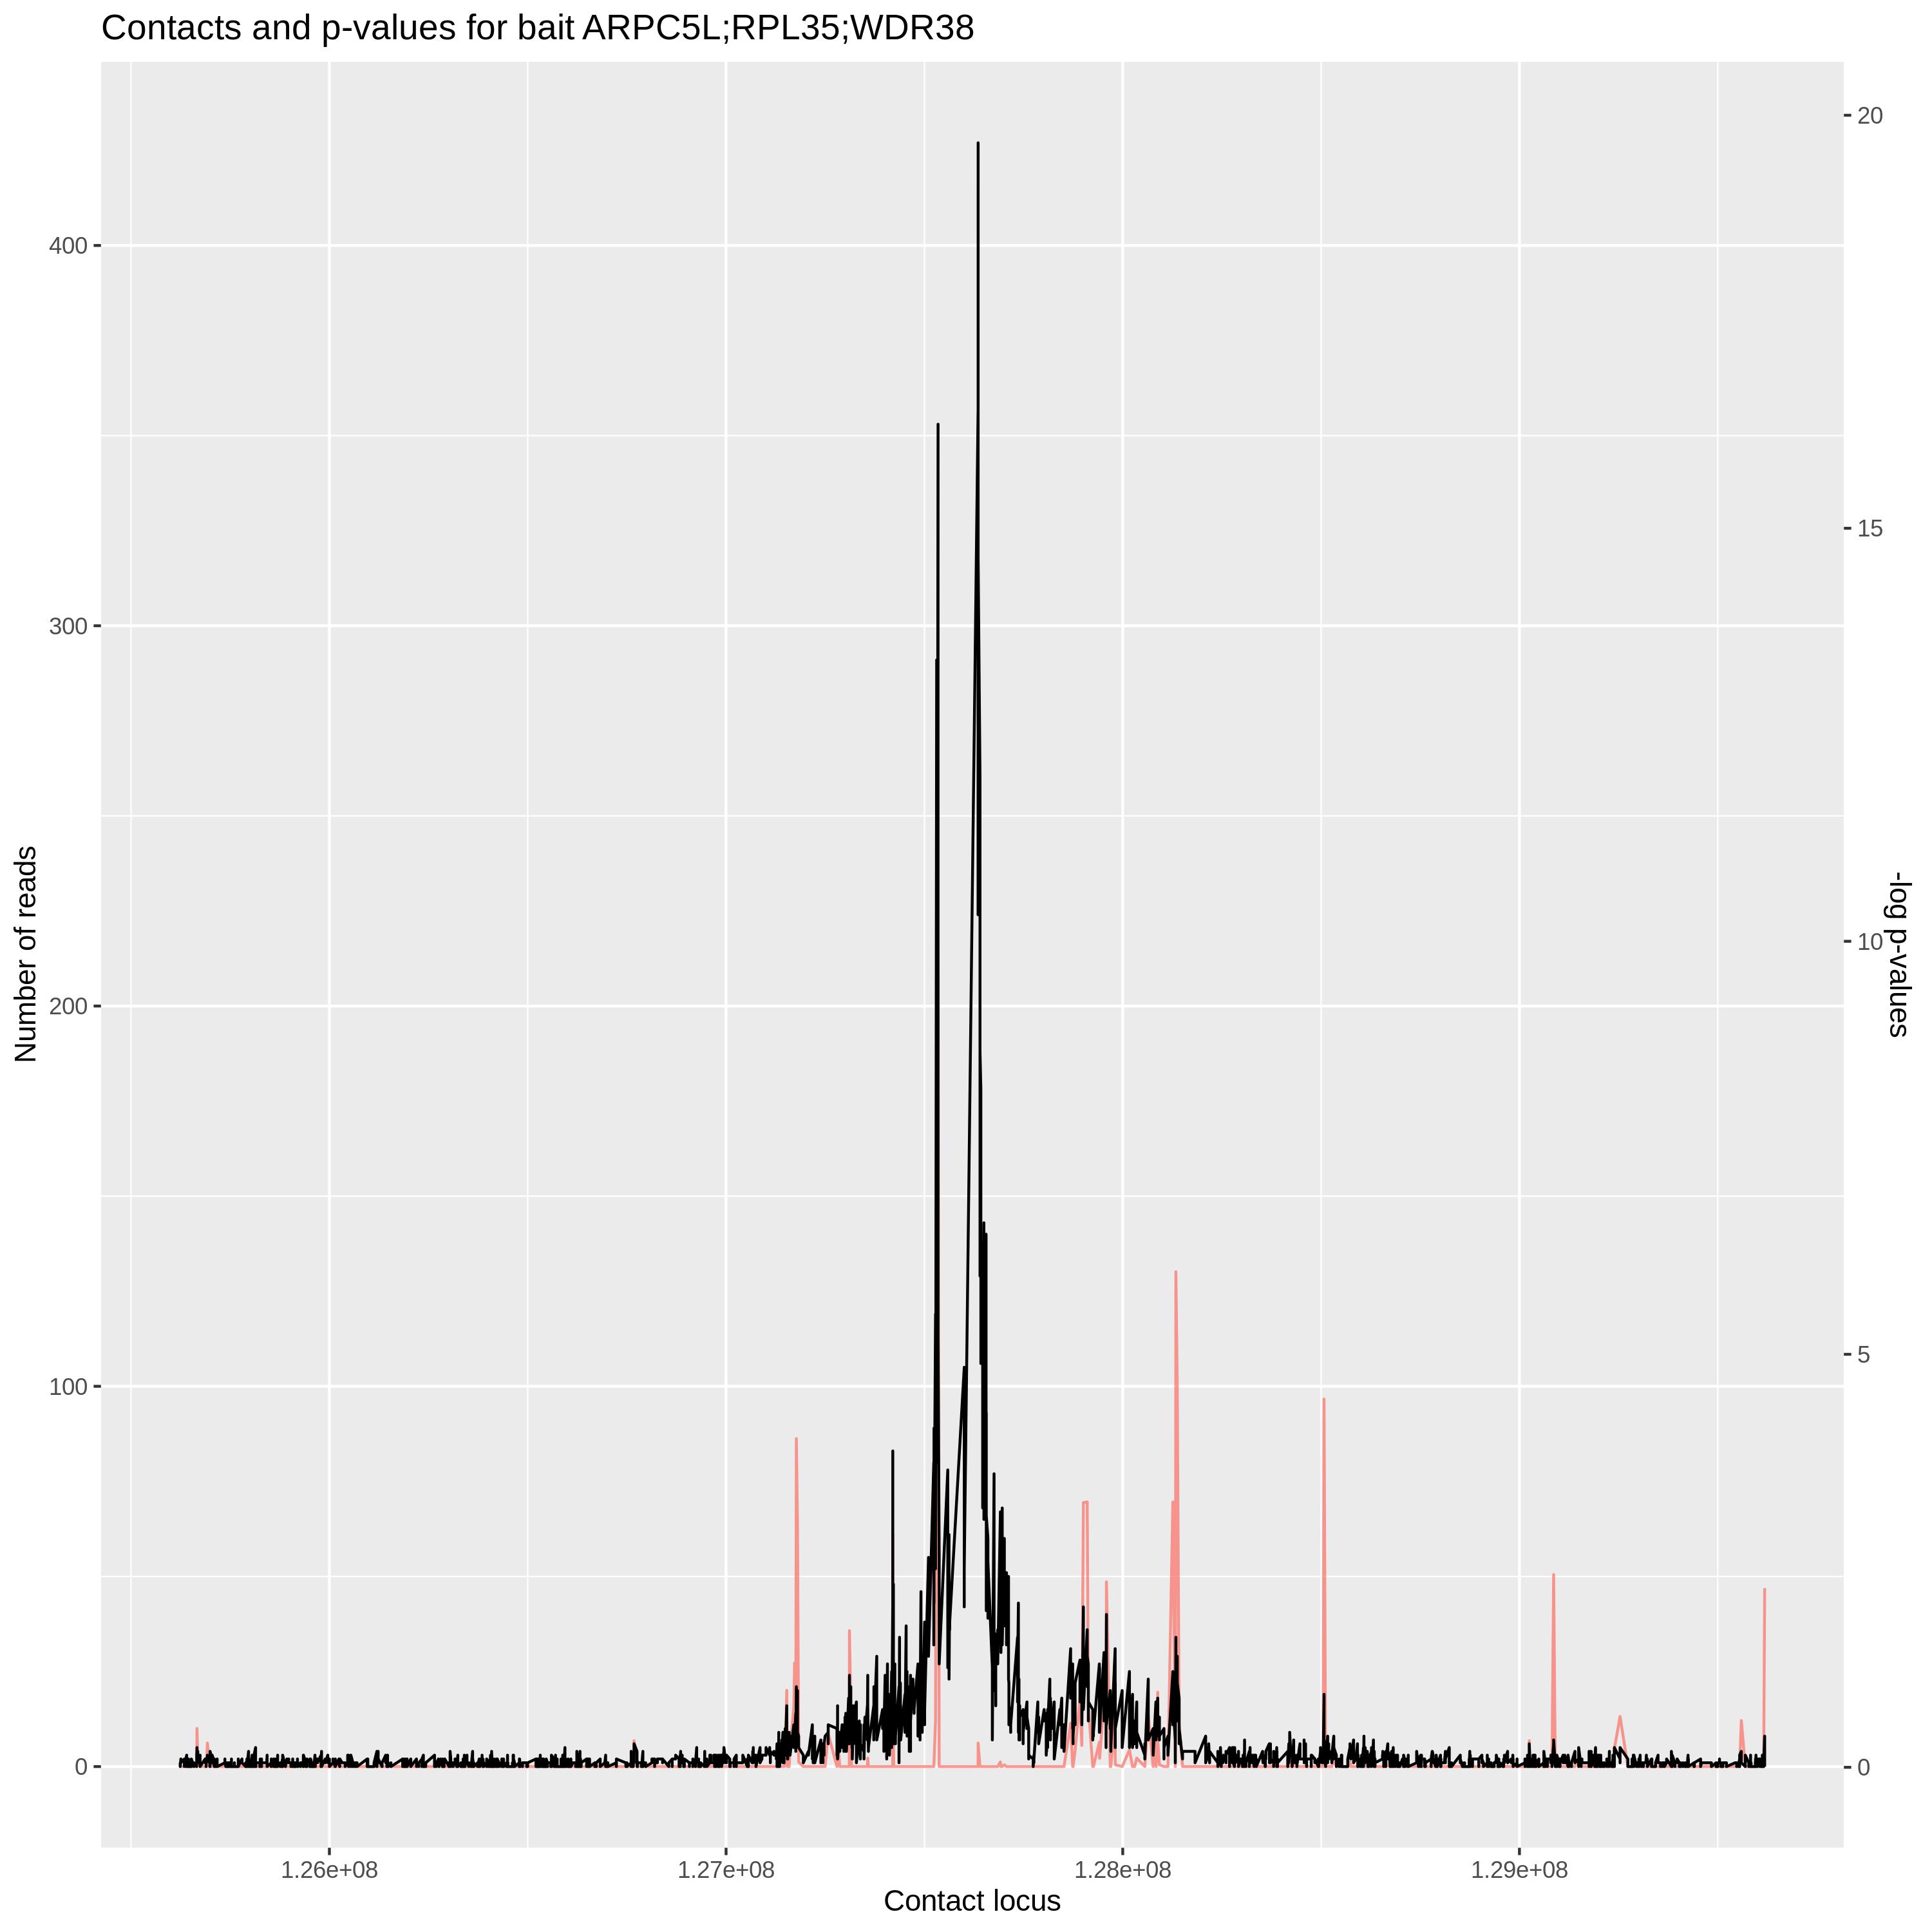 Contacts and p-values for bait ARPC5L;RPL35;WDR38
Number of reads
400
300
200
100
0
20
15
10
5
0
-log p-values
1.26e+08
1.27e+08
1.28e+08
1.29e+08
Contact locus